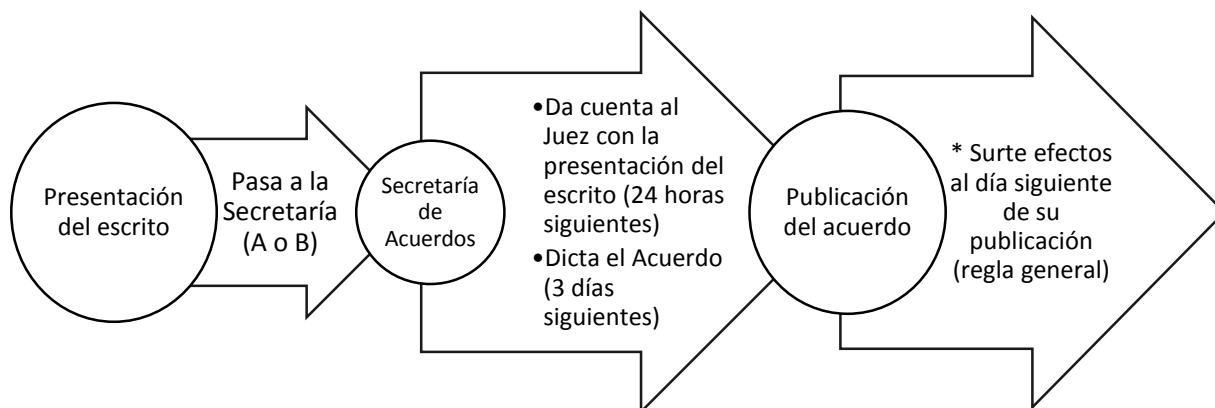 Presentación
del escrito
Pasa a la
Secretaría
(A o B)
Secretaría
de
Acuerdos
•Da cuenta al
Juez con la
presentación del
escrito (24 horas
siguientes)
•Dicta el Acuerdo
(3 días
siguientes)
Publicación
del acuerdo
* Surte efectos
al día siguiente
de su
publicación
(regla general)